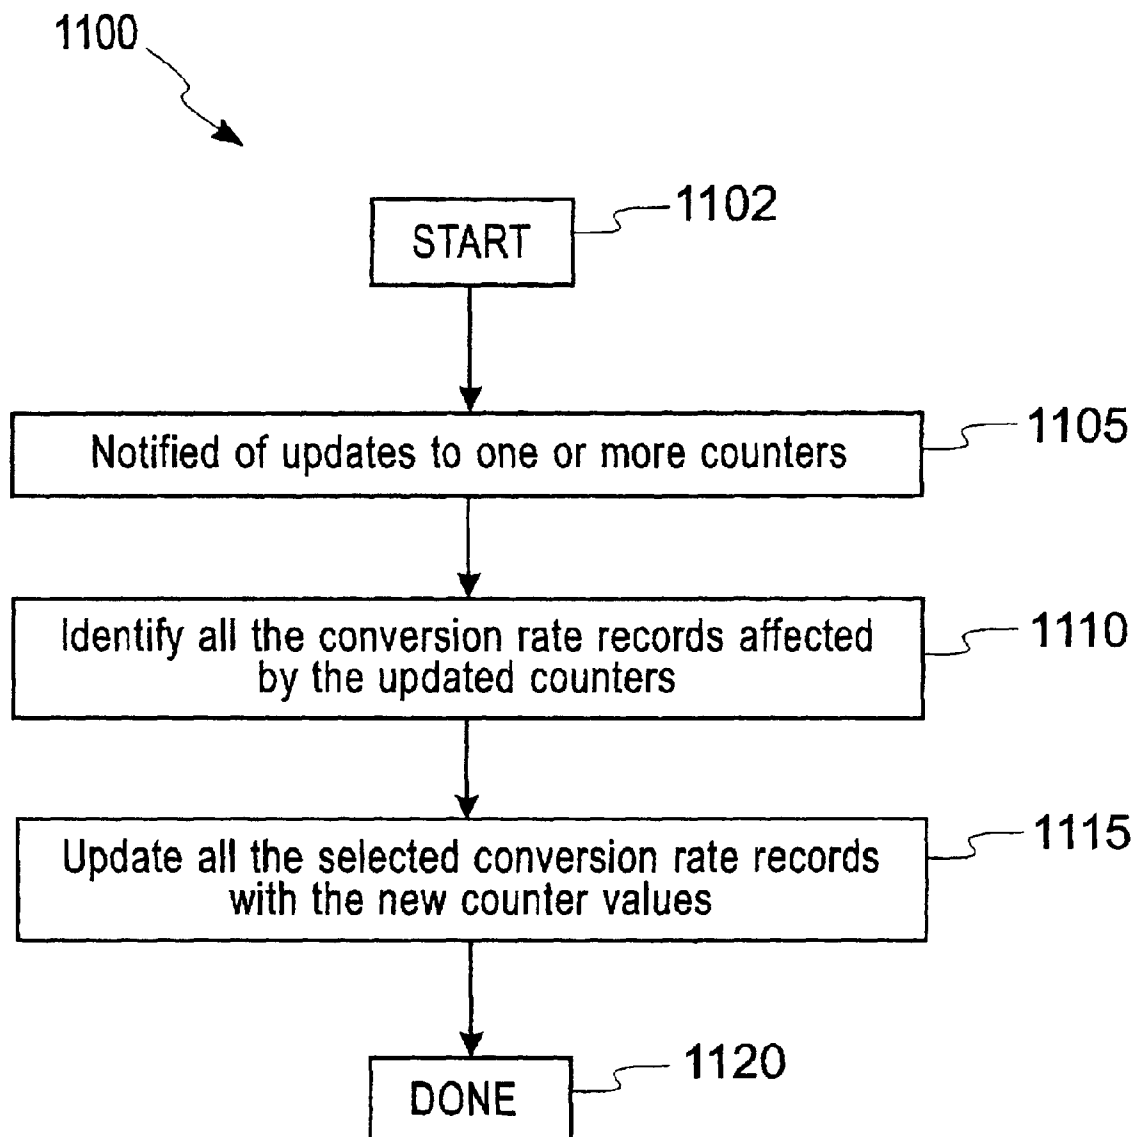 1100
START
1102
Notified of updates to one or more counters
1105
Identify all the conversion rate records affected
by the updated counters
1110
Update all the selected conversion rate records
with the new counter values
1115
DONE
1120